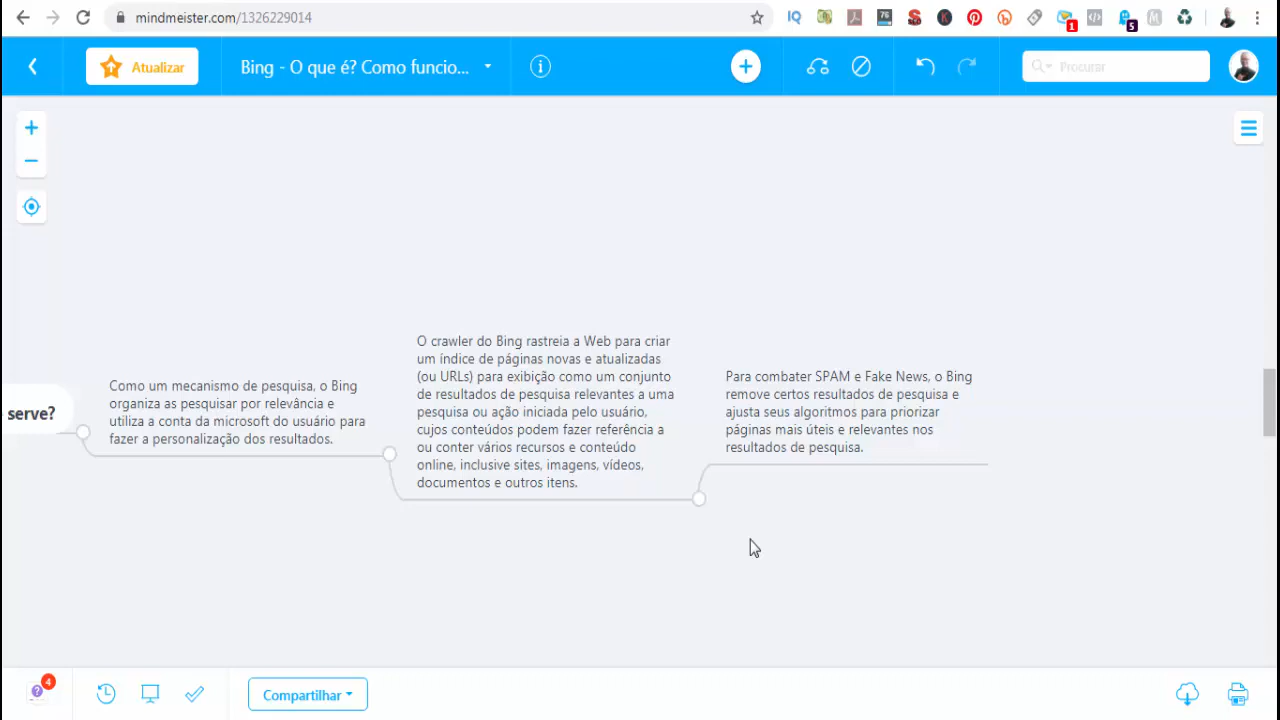 mindmeister.com/1326229014
IQ
76
1
5
Atualizar
Bing - O que é? Como funcio...
Procurar
serve?
Como um mecanismo de pesquisa, o Bing
organiza as pesquisar por relevância e
utiliza a conta da microsoft do usuário para
fazer a personalização dos resultados.
O crawler do Bing rastreia a Web para criar
um índice de páginas novas e atualizadas
(ou URLs) para exibição como um conjunto
de resultados de pesquisa relevantes a uma
pesquisa ou ação iniciada pelo usuário,
cujos conteúdos podem fazer referência a
ou conter vários recursos e conteúdo
online, inclusive sites, imagens, vídeos,
documentos e outros itens.
Para combater SPAM e Fake News, o Bing
remove certos resultados de pesquisa e
ajusta seus algoritmos para priorizar
páginas mais úteis e relevantes nos
resultados de pesquisa.
4
Compartilhar